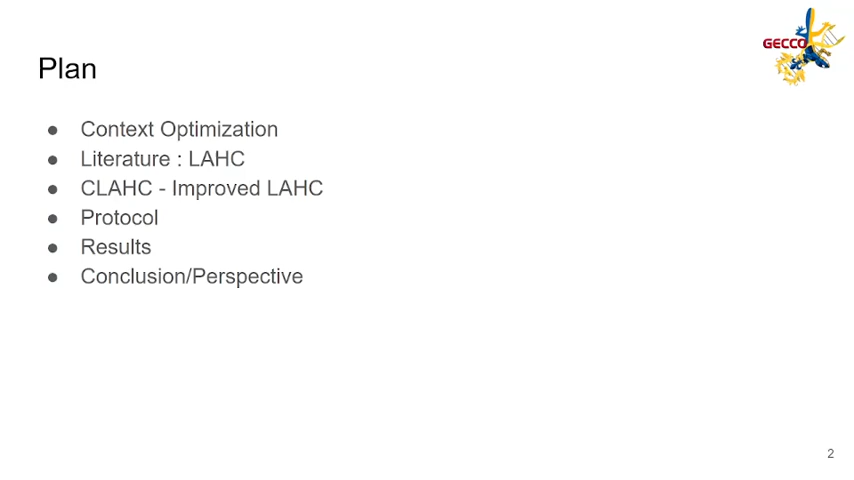 GECCO
Plan
● Context Optimization
● Literature : LAHC
● CLAHC - Improved LAHC
● Protocol
● Results
● Conclusion/Perspective
2